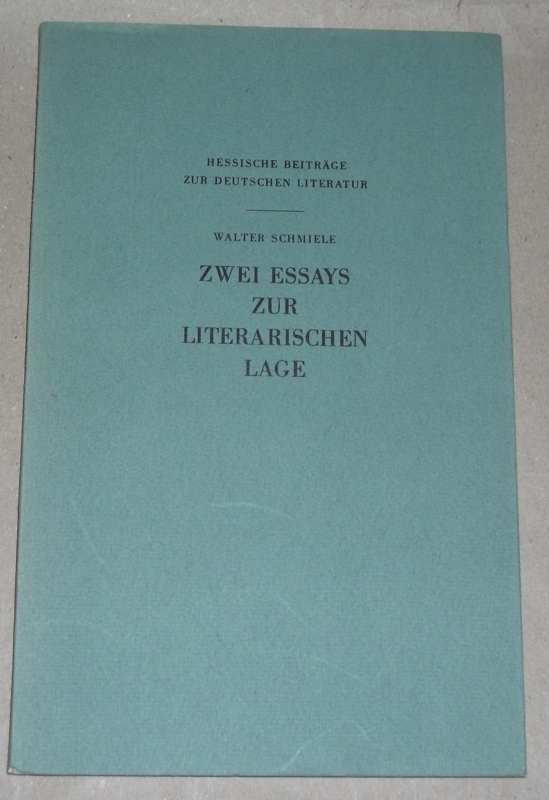 HESSISCHE BEITRÄGE
ZUR DEUTSCHEN LITERATUR
WALTER SCHMIELE
ZWEI ESSAYS
ZUR
LITERARISCHEN
LAGE